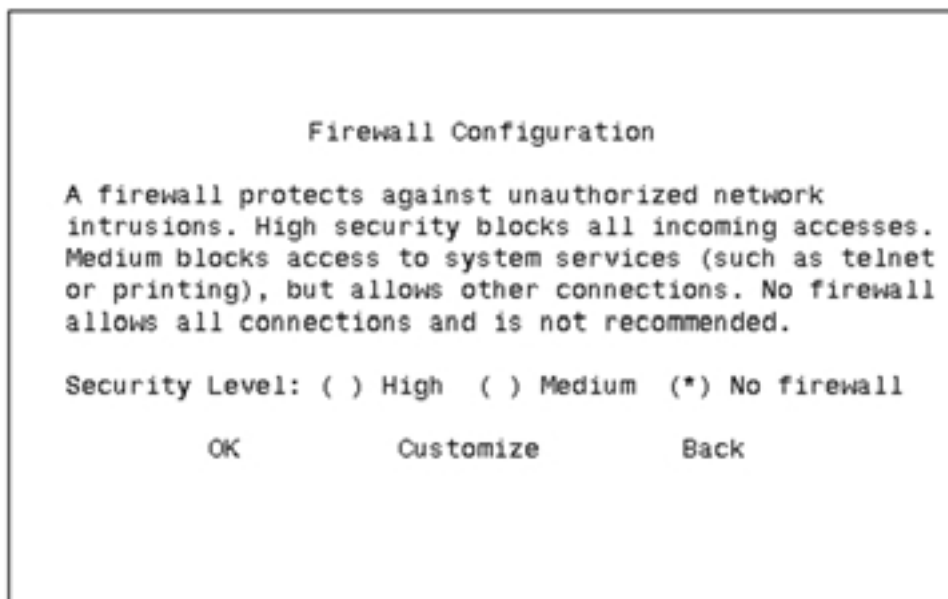 Firewall Configuration
A firewall protects against unauthorized network
intrusions. High security blocks all incoming accesses.
Medium blocks access to system services (such as telnet
or printing), but allows other connections. No firewall
allows all connections and is not recommended.
Security Level: ( ) High ( ) Medium (*) No firewall
OK Customize Back